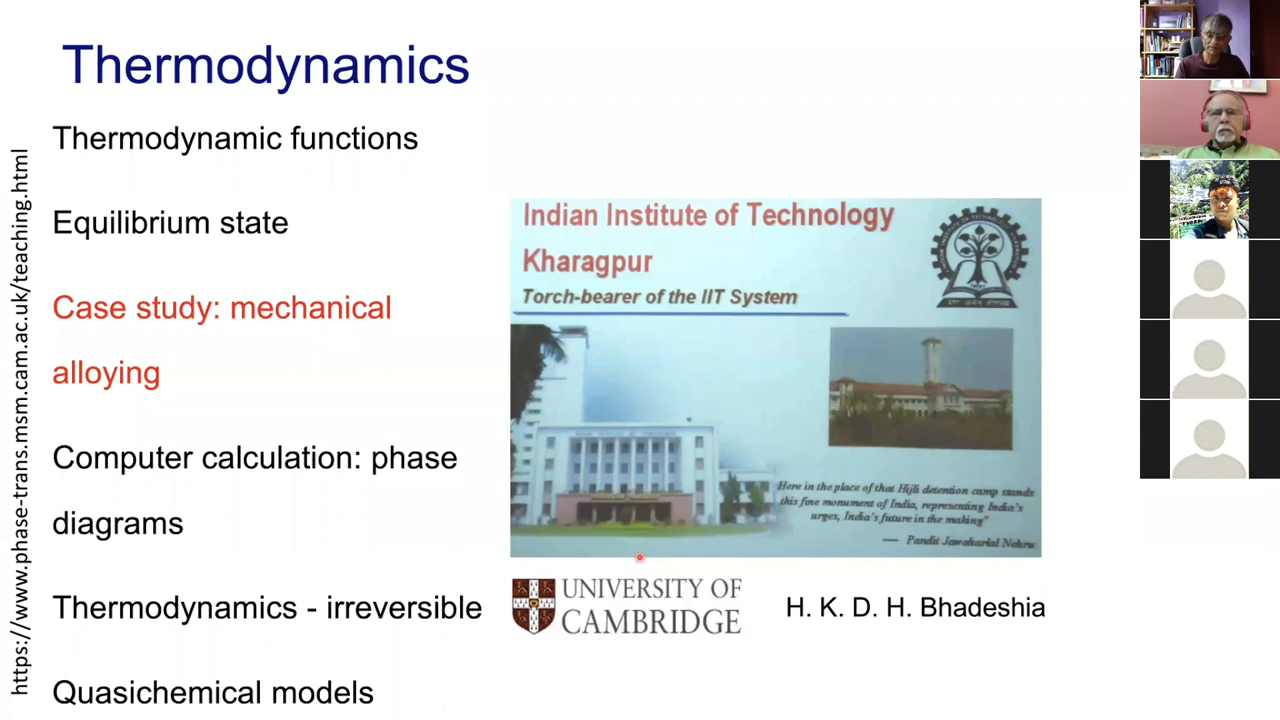 Thermodynamics
Thermodynamic functions
Equilibrium state
Case study: mechanical
alloying
Computer calculation: phase
diagrams
Thermodynamics - irreversible
Quasichemical models
https://www.phase-trans.msm.cam.ac.uk/teaching.html
Indian Institute of Technology
Kharagpur
Torch-bearer of the IIT System
Here in the place of that Hijli detention camp stands
this fine monument of India, representing India's
urges, India's future in the making"
— Pandit Jawaharlal Nehru
UNIVERSITY OF
CAMBRIDGE
H. K. D. H. Bhadeshia